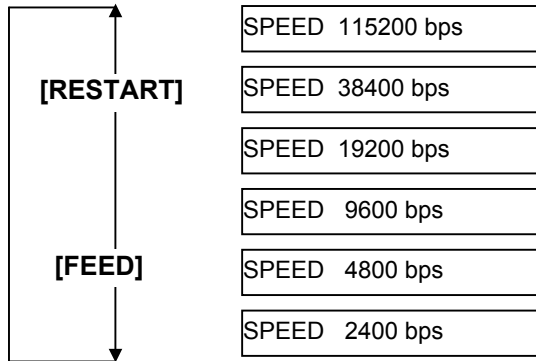 SPEED 115200 bps
[RESTART]
SPEED 38400 bps
SPEED 19200 bps
SPEED 9600 bps
[FEED]
SPEED 4800 bps
SPEED 2400 bps